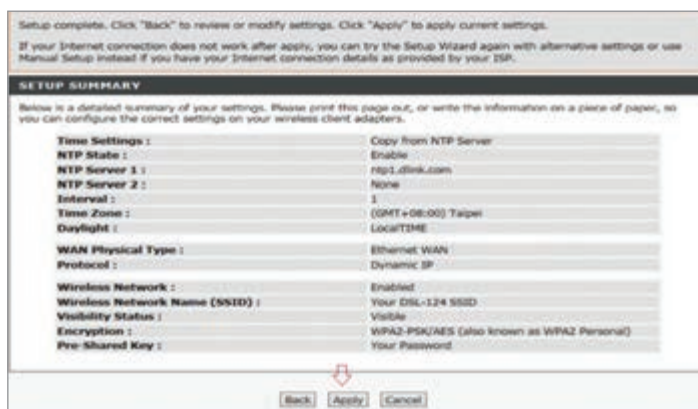 Setup complete. Click "Back" to review or modify settings. Click "Apply" to apply current settings.
If your Internet connection does not work after apply, you can try the Setup Wizard again with alternative settings or use
Manual Setup instead if you have your Internet connection details as provided by your ISP.
SETUP SUMMARY
Below is a detailed summary of your settings. Please print this page out, or write the information on a piece of paper, so
you can configure the correct settings on your wireless client adapters.
Time Settings : Copy from NTP Server
NTP State : Enable
NTP Server 1 : ntp1.dlink.com
NTP Server 2 : None
Interval : 1
Time Zone : (GMT+08:00) Taipei
Daylight : LocalTIME
WAN Physical Type : Ethernet WAN
Protocol : Dynamic IP
Wireless Network : Enabled
Wireless Network Name (SSID) : Your DSL-124 SSID
Visibility Status : Visible
Encryption : WPA2-PSK/AES (also known as WPA2 Personal)
Pre-Shared Key : Your Password
Back Apply Cancel